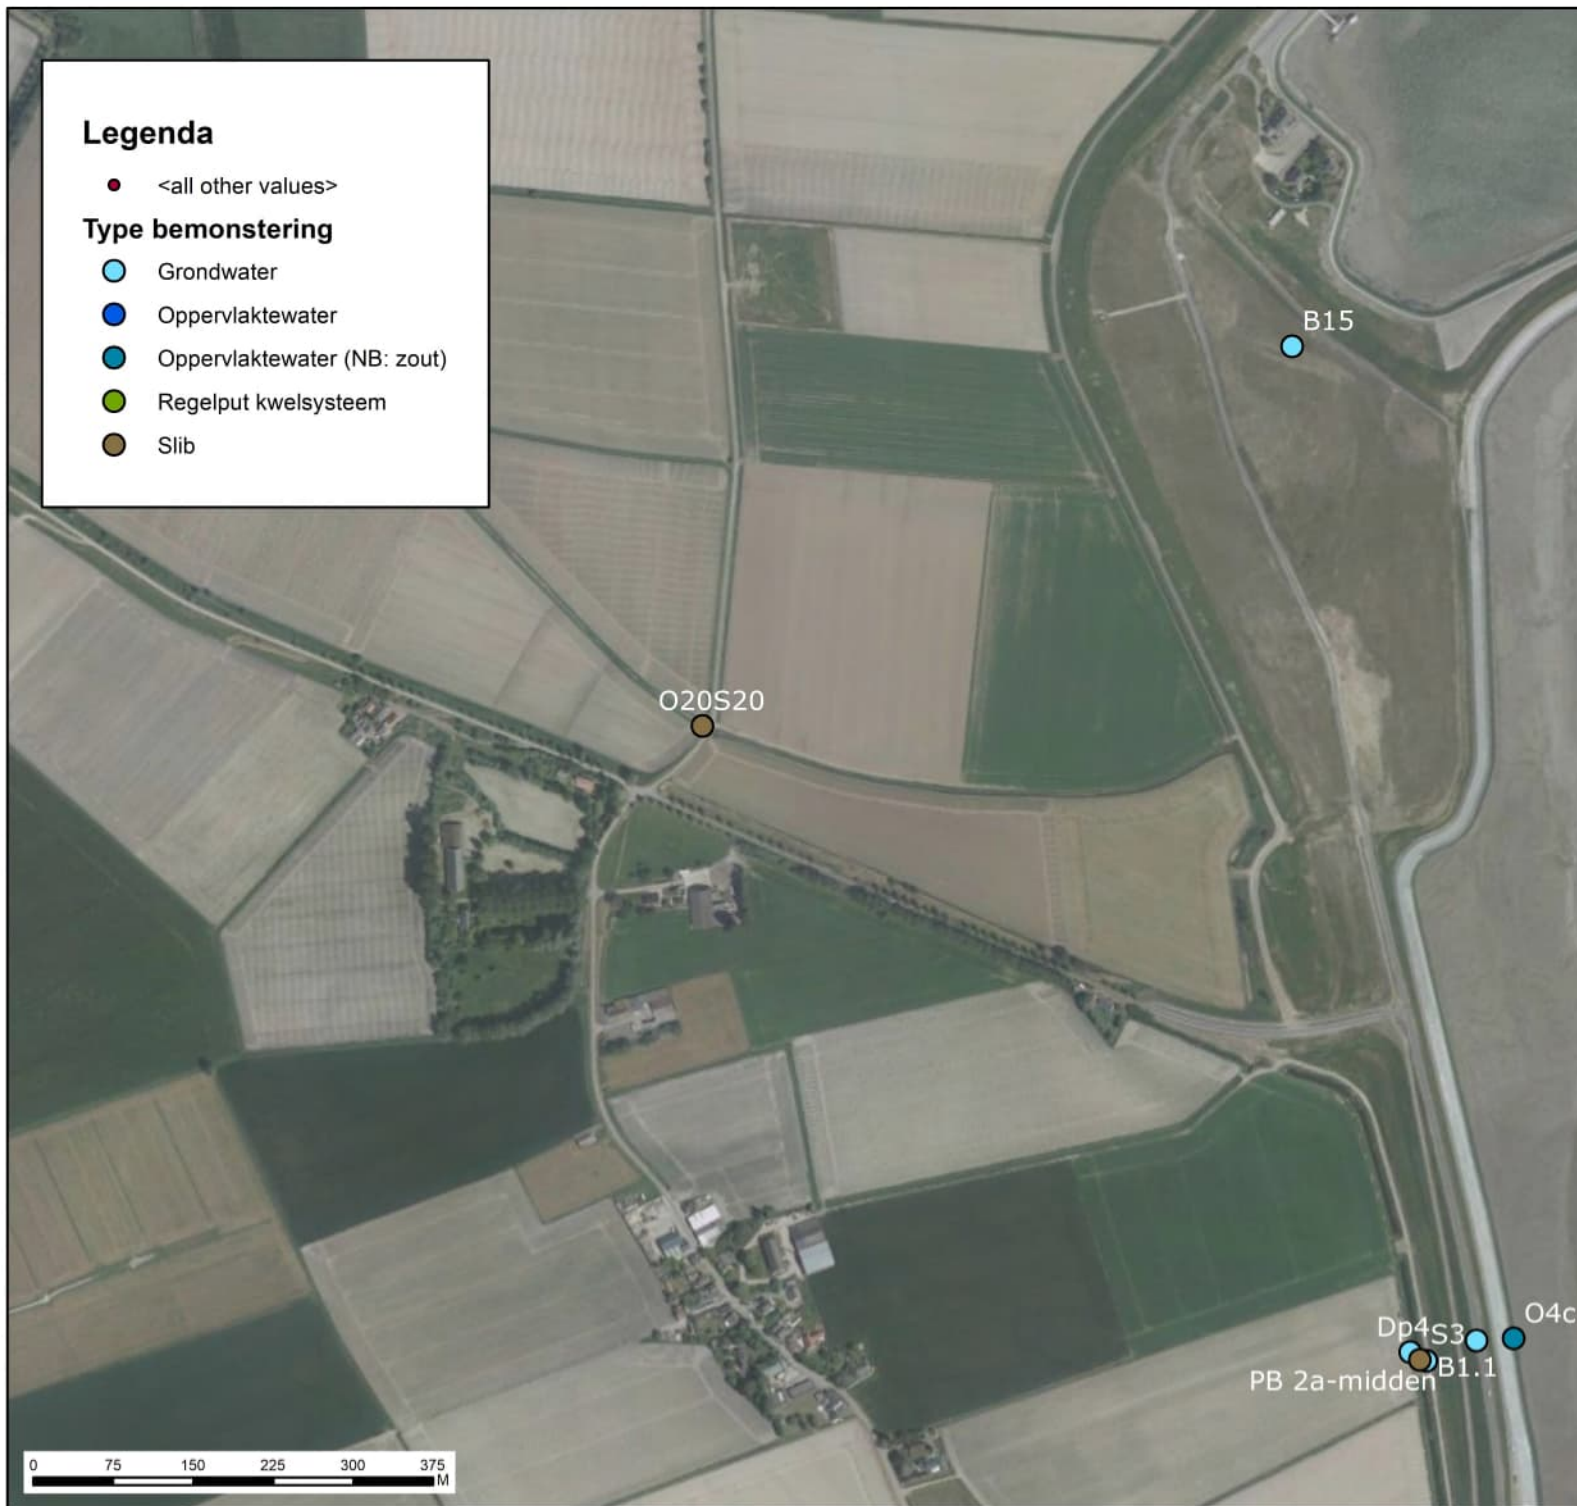 Legenda
<all other values>
Type bemonstering
Grondwater
Oppervlaktewater
Oppervlaktewater (NB: zout)
Regelput kwelsysteem
Slib
B15
O20S20
O4c
Dp4 S3
PB 2a-midden B1.1
0 75 150 225 300 375
M